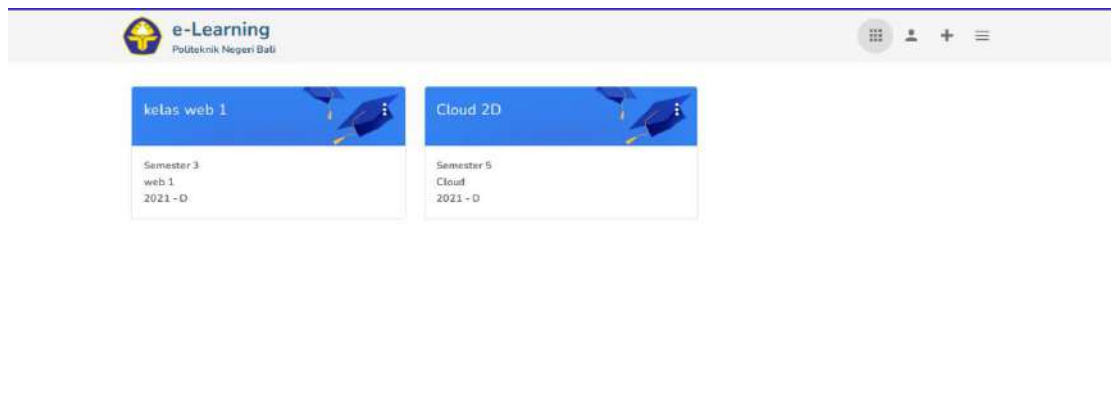 e-Learning
Politeknik Negeri Bali
kelas web 1
Semester 3
web 1
2021 - D
Cloud 2D
Semester 5
Cloud
2021 - D